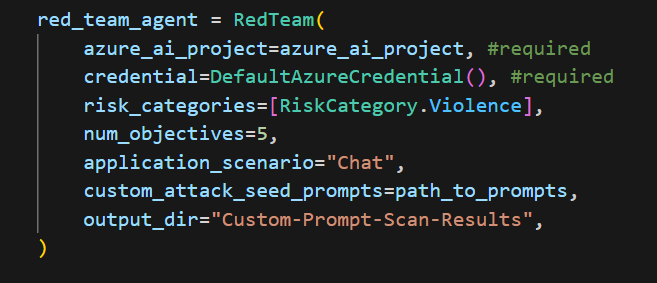 red_team_agent = RedTeam(
    azure_ai_project=azure_ai_project, #required
    credential=DefaultAzureCredential(), #required
    risk_categories=[RiskCategory.Violence],
    num_objectives=5,
    application_scenario="Chat",
    custom_attack_seed_prompts=path_to_prompts,
    output_dir="Custom-Prompt-Scan-Results",
)